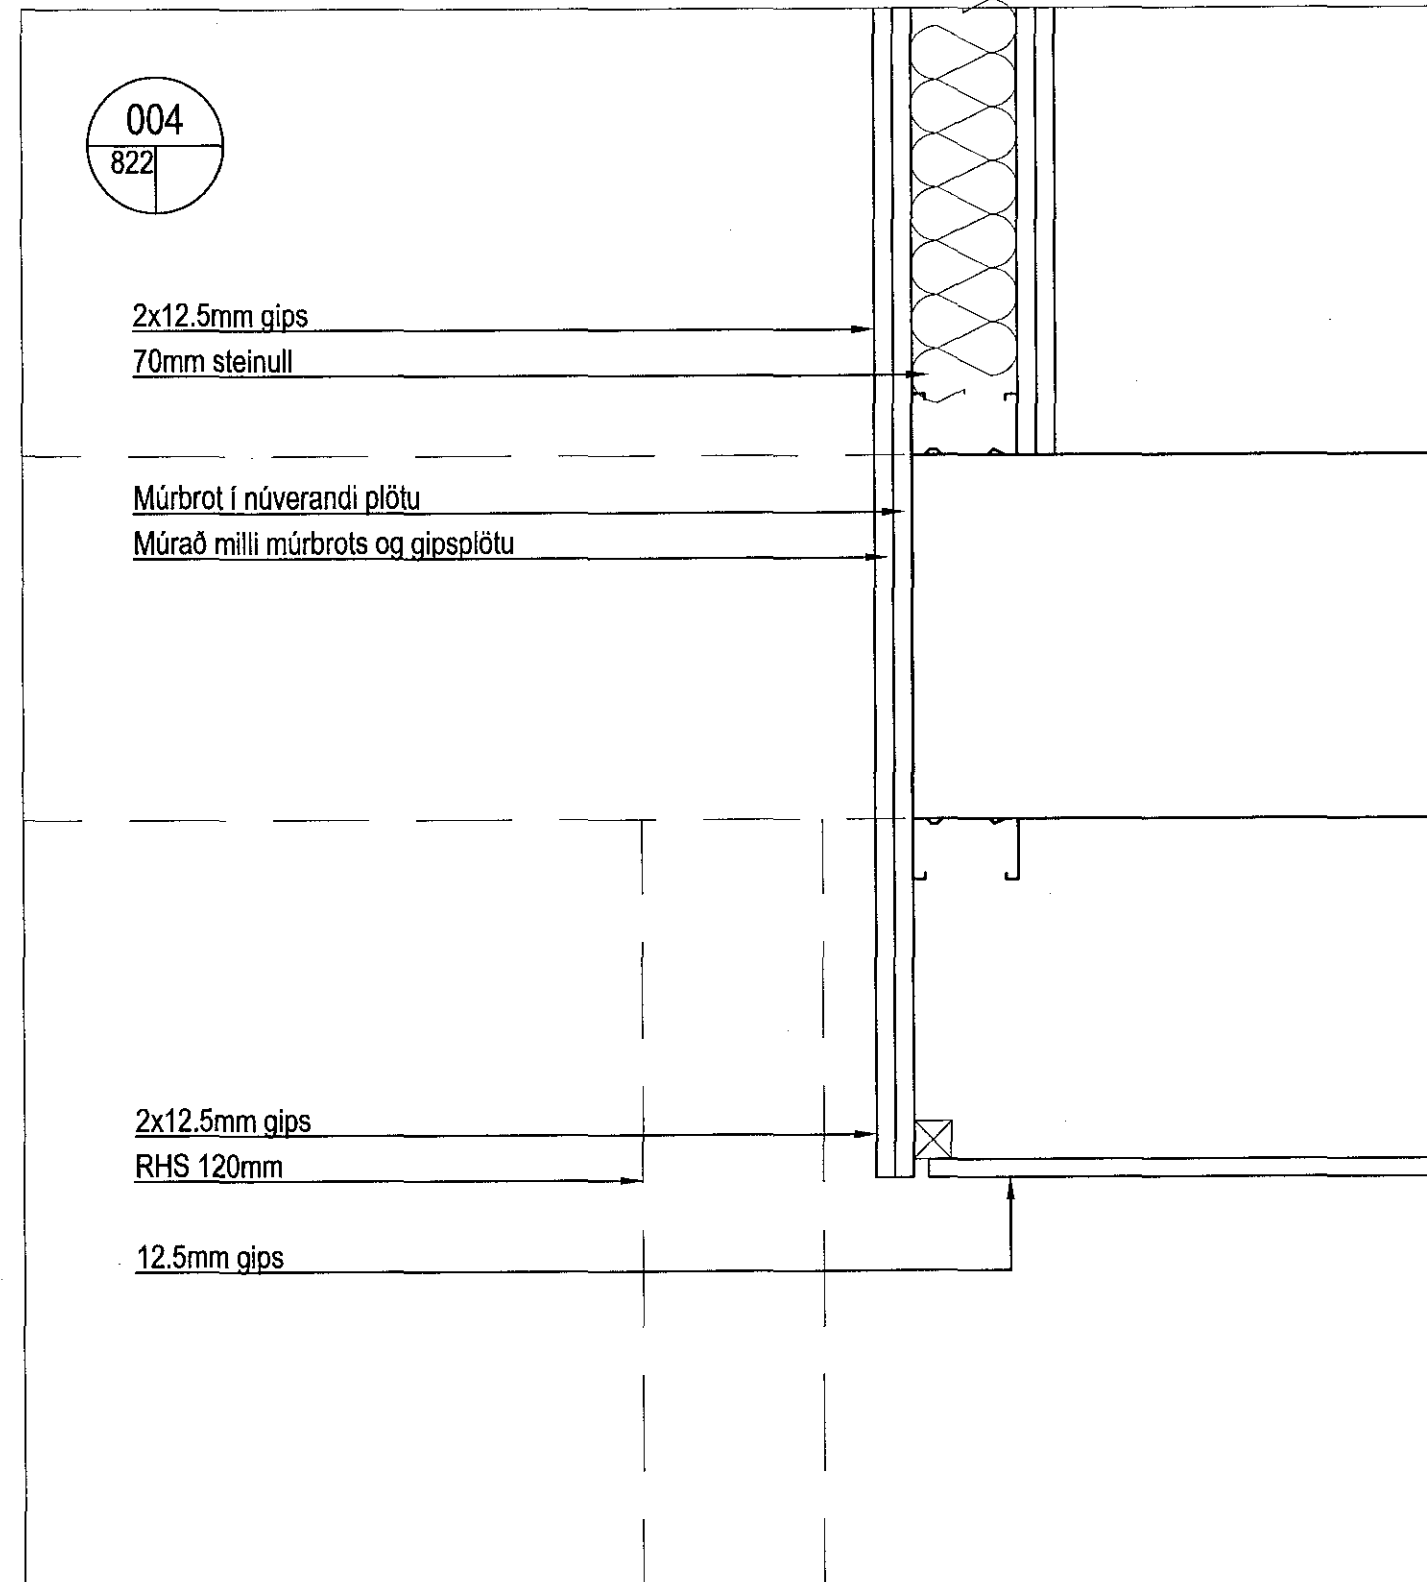 004
822
2x12.5mm gips
70mm steinull
Múrbrot í núverandi plötu
Múrað milli múrbrots og gipsplötu
2x12.5mm gips
RHS 120mm
12.5mm gips